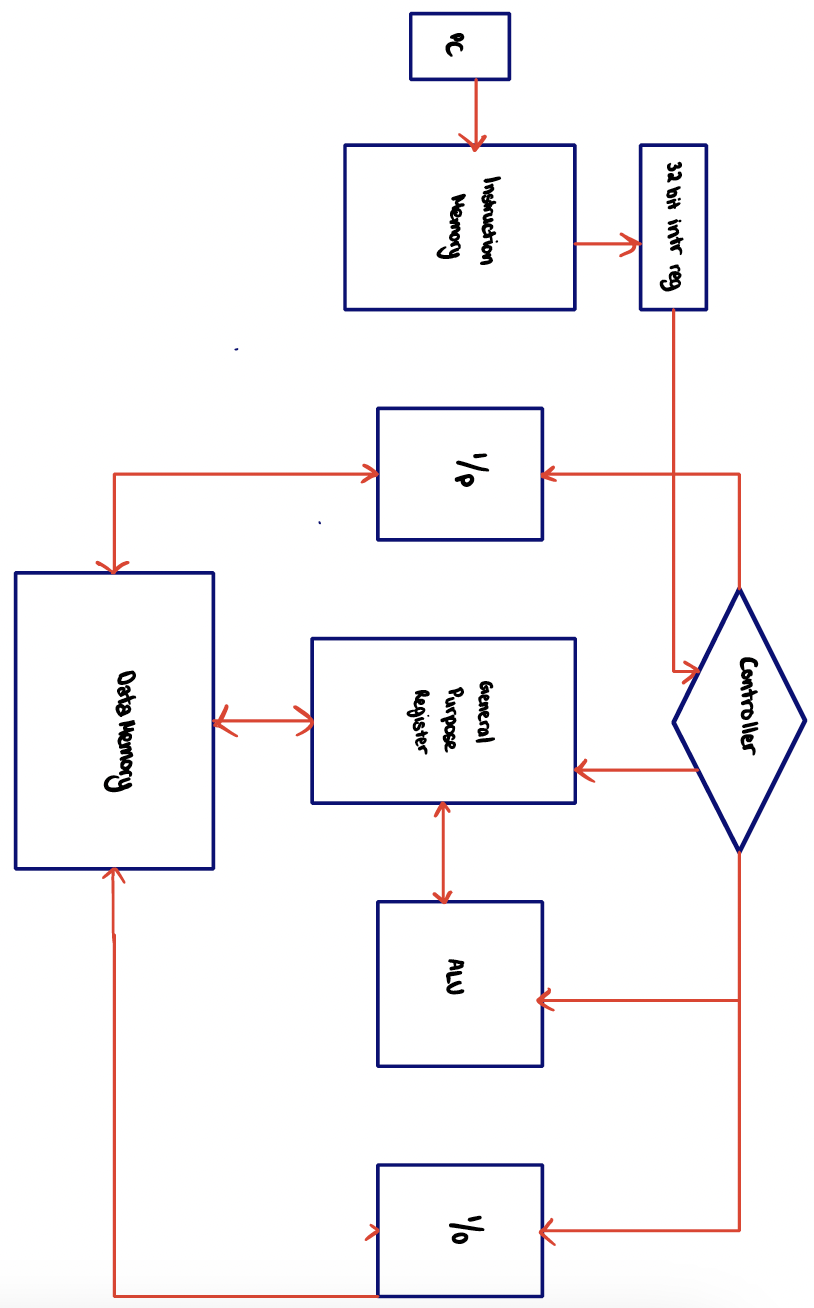 PC
Instruction
Memory
32 bit intr reg
I/P
Controller
General
Purpose
Register
Data Memory
ALU
I/O